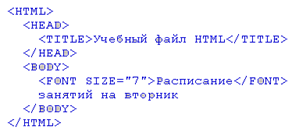 <HTML>
<HEAD>
<TITLE>Учебный файл HTML</TITLE>
</HEAD>
<BODY>
<FONT SIZE="7">Расписание</FONT>
занятий на вторник
</BODY>
</HTML>